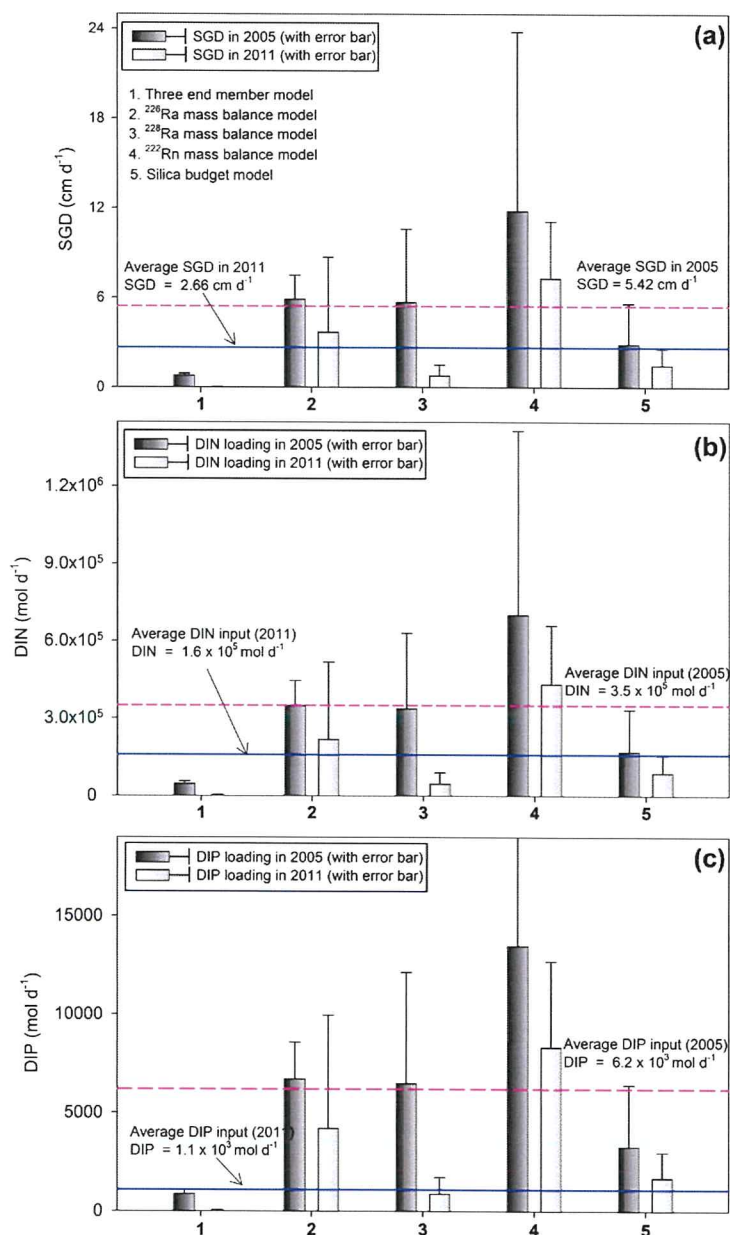 24
18
12
6
0
SGD (cm d⁻¹)
SGD in 2005 (with error bar)
SGD in 2011 (with error bar)
(a)
1. Three end member model
2. ²²⁶Ra mass balance model
3. ²²⁸Ra mass balance model
4. ²²²Rn mass balance model
5. Silica budget model
Average SGD in 2011
SGD = 2.66 cm d⁻¹
Average SGD in 2005
SGD = 5.42 cm d⁻¹
1 2 3 4 5
DIN loading in 2005 (with error bar)
DIN loading in 2011 (with error bar)
(b)
1.2x10⁶
9.0x10⁵
6.0x10⁵
3.0x10⁵
0
DIN (mol d⁻¹)
Average DIN input (2011)
DIN = 1.6 x 10⁵ mol d⁻¹
Average DIN input (2005)
DIN = 3.5 x 10⁵ mol d⁻¹
1 2 3 4 5
DIP loading in 2005 (with error bar)
DIP loading in 2011 (with error bar)
(c)
15000
10000
5000
0
DIP (mol d⁻¹)
Average DIP input (2005)
DIP = 6.2 x 10³ mol d⁻¹
Average DIP input (2011)
DIP = 1.1 x 10³ mol d⁻¹
1 2 3 4 5